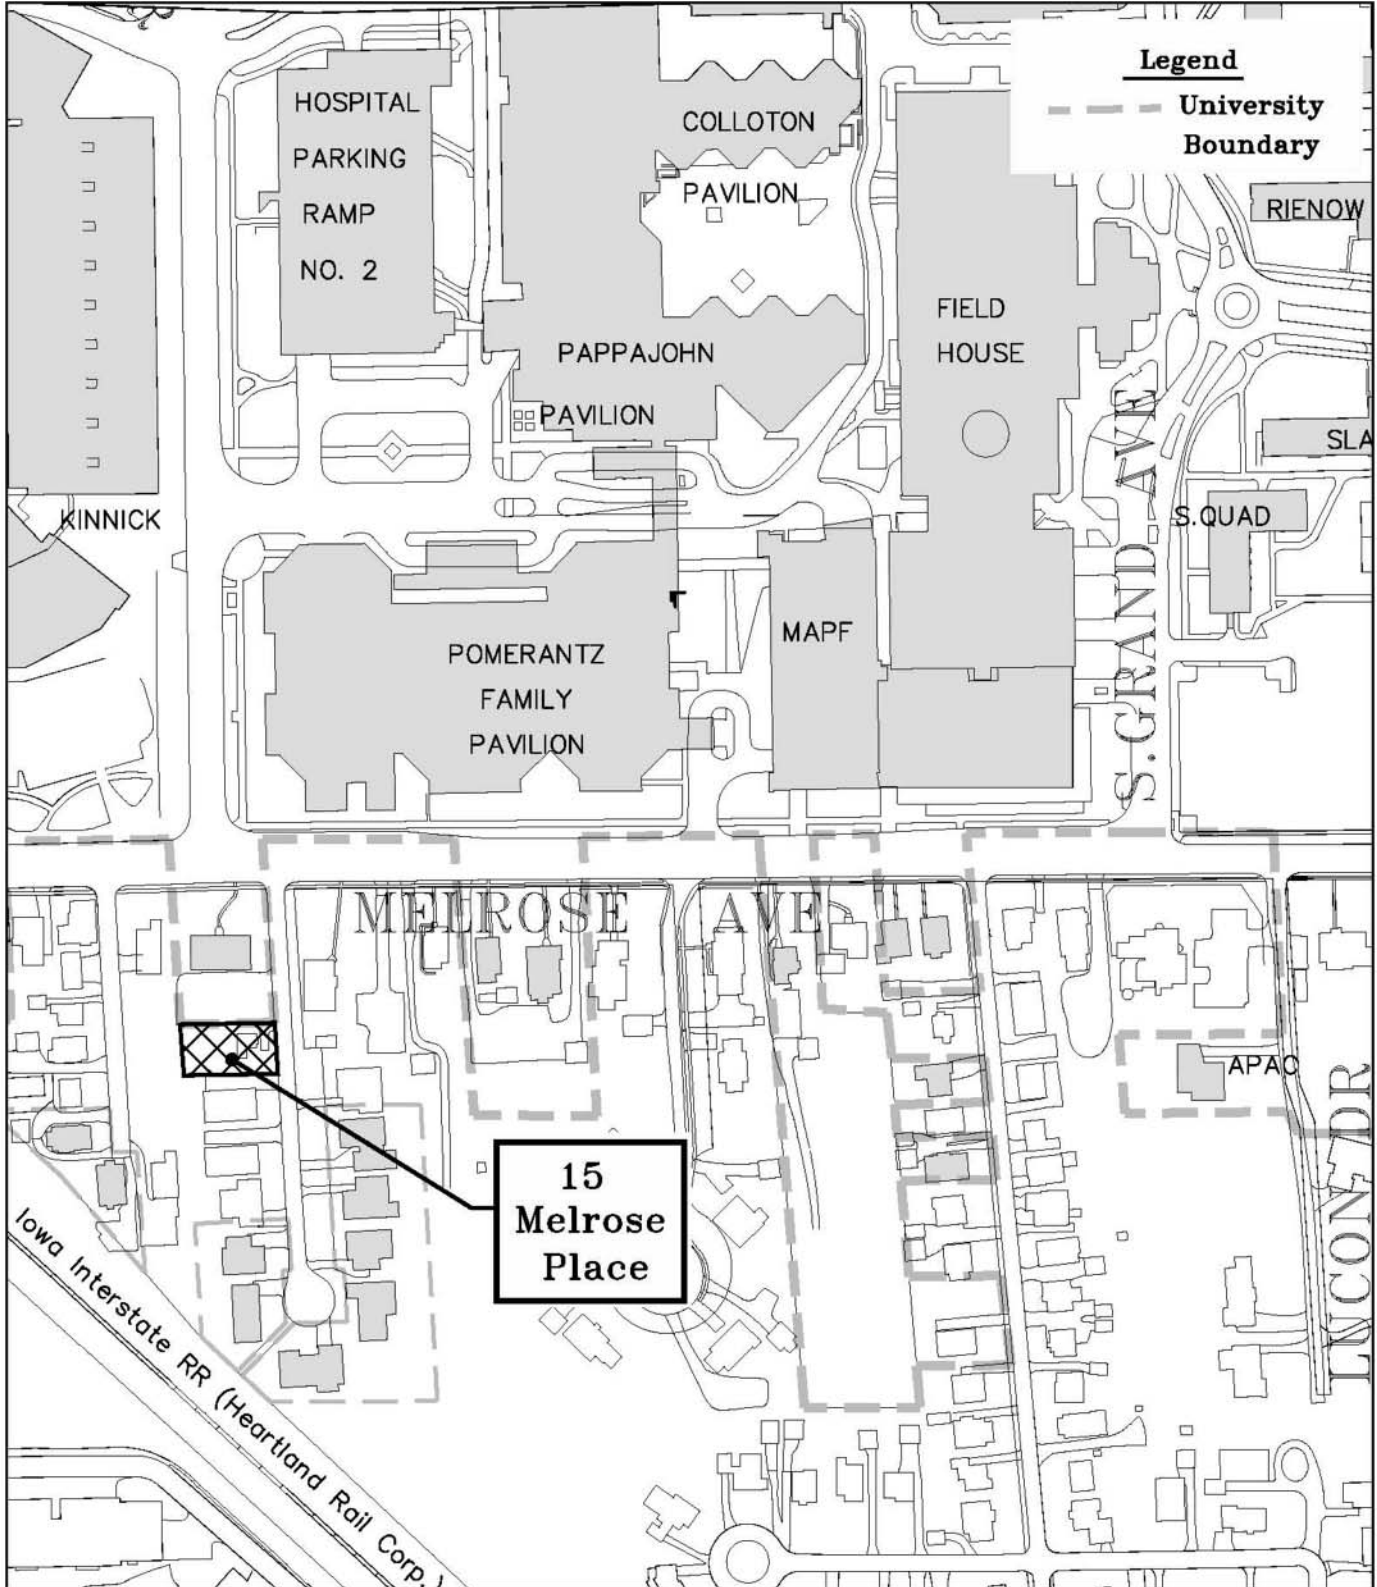 Legend
University
Boundary
HOSPITAL
PARKING
RAMP
NO. 2
COLLOTON
PAVILION
RIENOW
FIELD
HOUSE
PAPPAJOHN
PAVILION
SLA
KINNICK
S.QUAD
MAPF
POMERANTZ
FAMILY
PAVILION
S.GRAND AVE
MELROSE AVE
APAC
LUCON DR
15
Melrose
Place
Iowa Interstate RR (Heartland Rail Corp.)